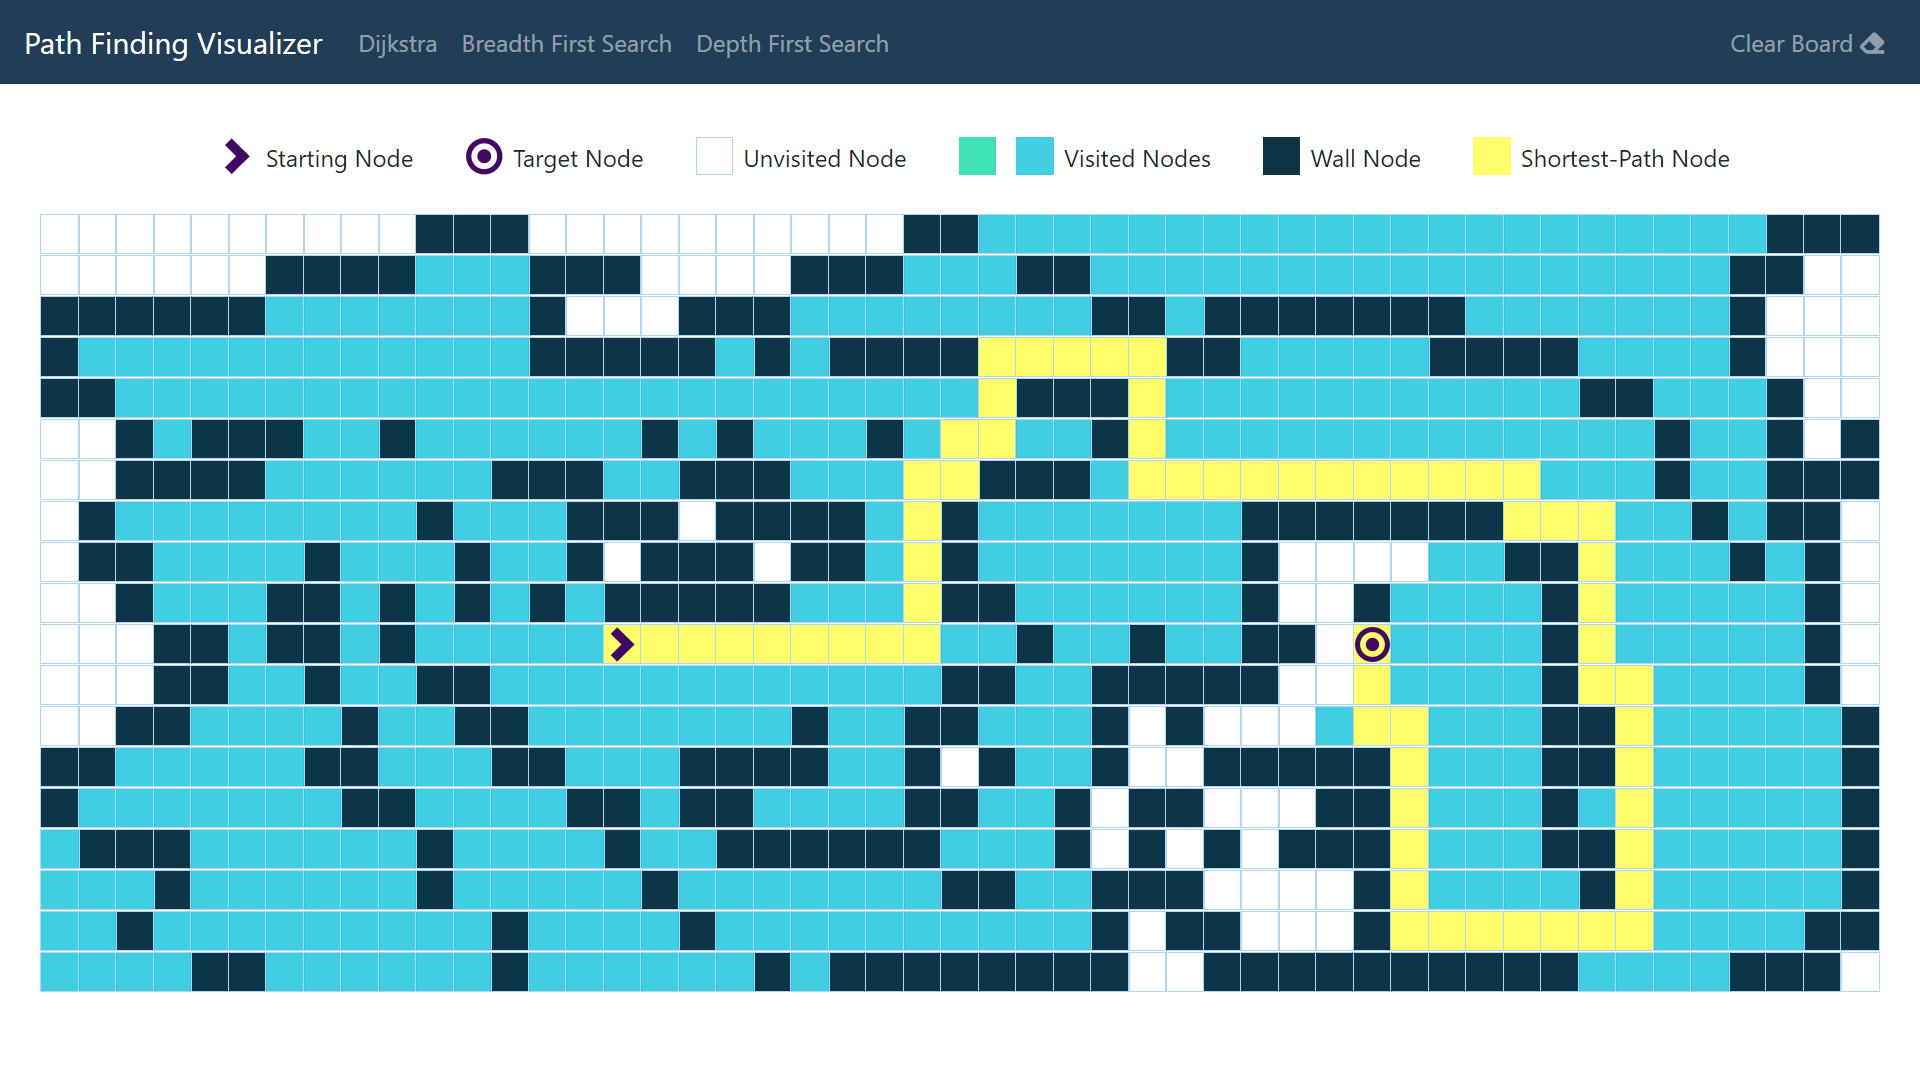 Path Finding Visualizer Dijkstra Breadth First Search Depth First Search Clear Board
Starting Node Target Node Unvisited Node Visited Nodes Wall Node Shortest-Path Node